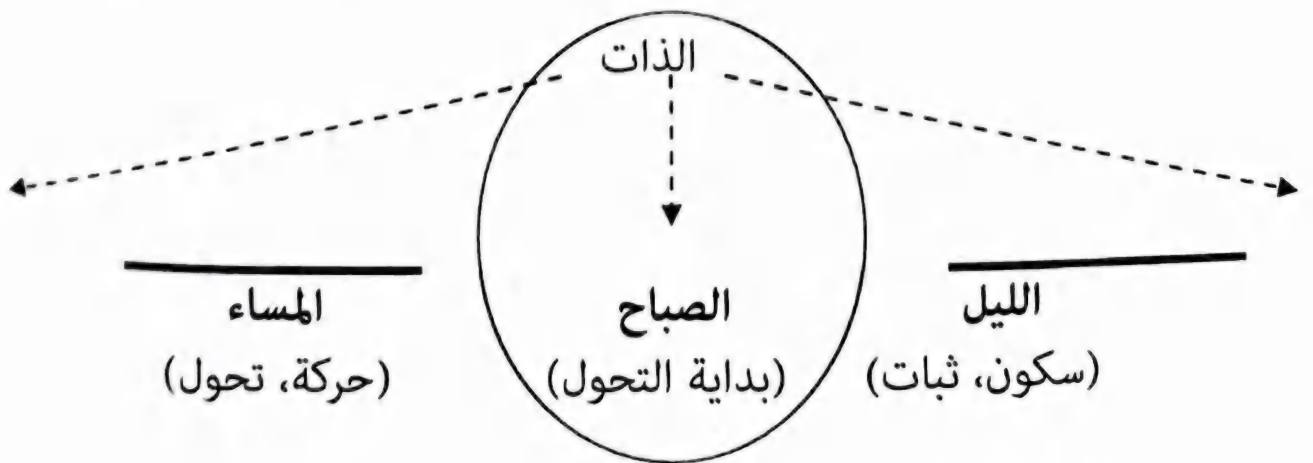 الذات
الليل
(سكون، ثبات)
الصباح
(بداية التحول)
المساء
(حركة، تحول)